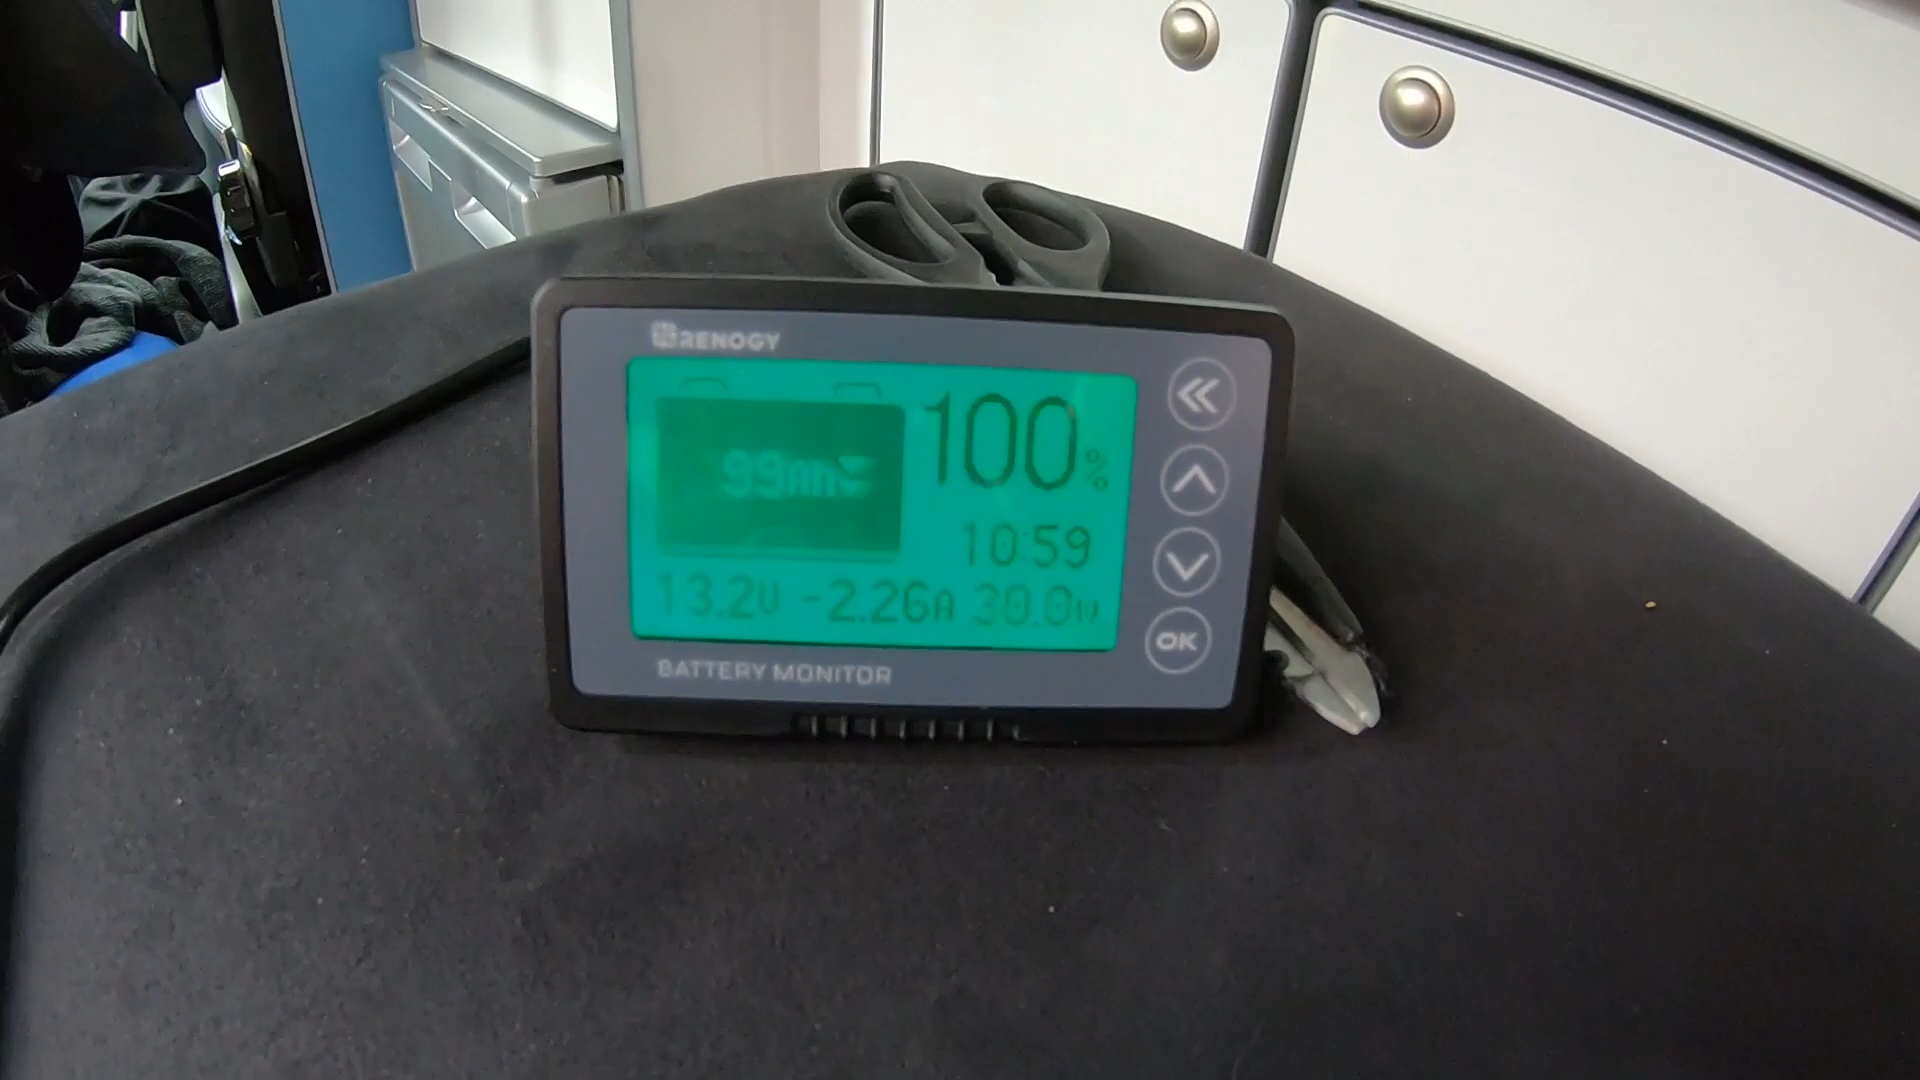 RENOGY
100%
99Ah
10:59
13.2V -2.26A 30.0W
BATTERY MONITOR
OK